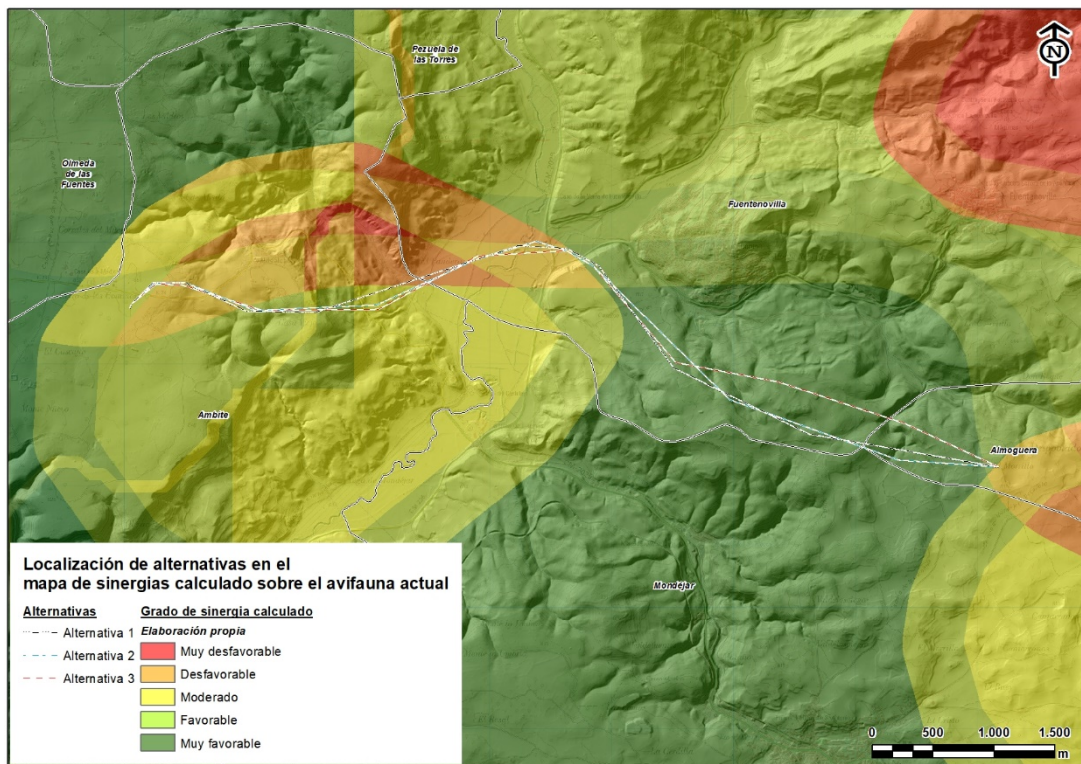 Pezuela de
las Torres
N
Olmeda
de las
Fuentes
Fuentenovilla
Ambite
Almoguera
Mondéjar
Localización de alternativas en el
mapa de sinergias calculado sobre el avifauna actual
Alternativas
Alternativa 1
Alternativa 2
Alternativa 3
Grado de sinergia calculado
Elaboración propia
Muy desfavorable
Desfavorable
Moderado
Favorable
Muy favorable
0 500 1.000 1.500
m